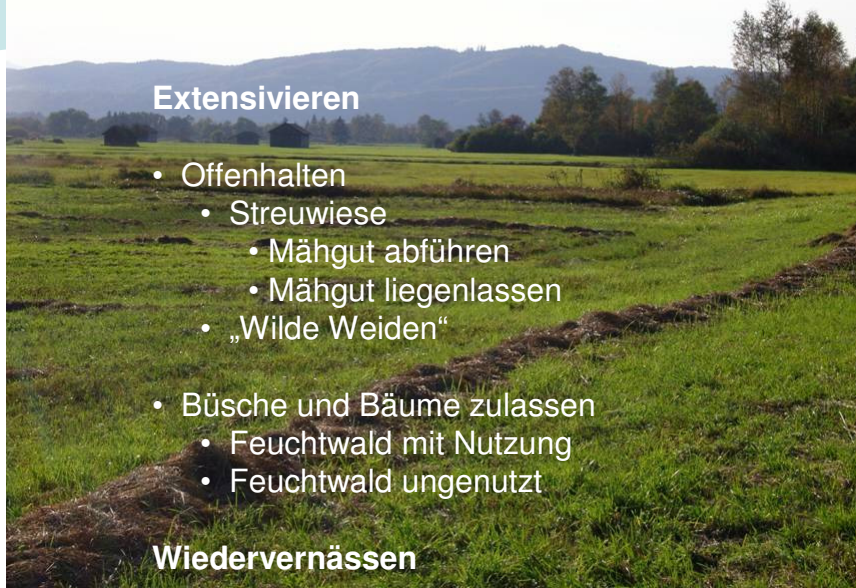 Extensivieren
• Offenhalten
• Streuwiese
• Mähgut abführen
• Mähgut liegenlassen
• „Wilde Weiden“
• Büsche und Bäume zulassen
• Feuchtwald mit Nutzung
• Feuchtwald ungenutzt
Wiedervernässen